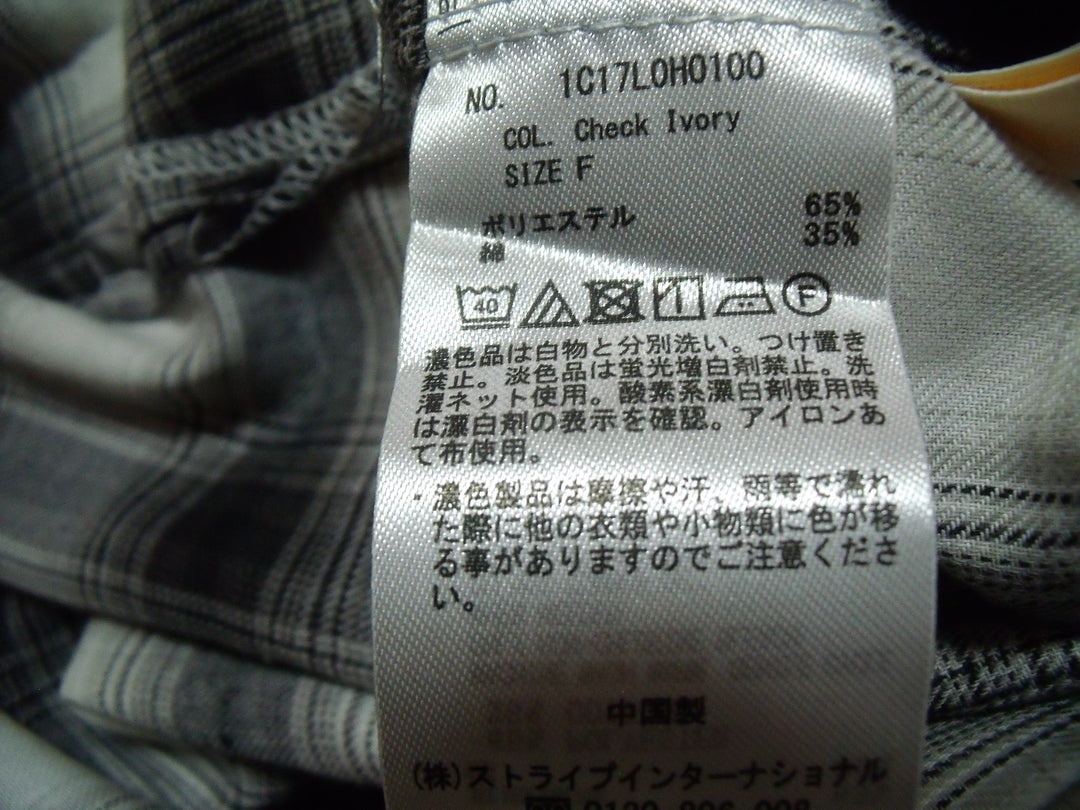 NO. 1C17L0H0100
COL. Check Ivory
SIZE F
ポリエステル 65%
綿 35%
40 F
濃色品は白物と分別洗い。つけ置き
禁止。淡色品は蛍光増白剤禁止。洗
濯ネット使用。酸素系漂白剤使用時
は漂白剤の表示を確認。アイロンあ
て布使用。
・濃色製品は摩擦や汗、雨等で濡れ
た際に他の衣類や小物類に色が移
る事がありますのでご注意くださ
い。
中国製
(株)ストライプインターナショナル